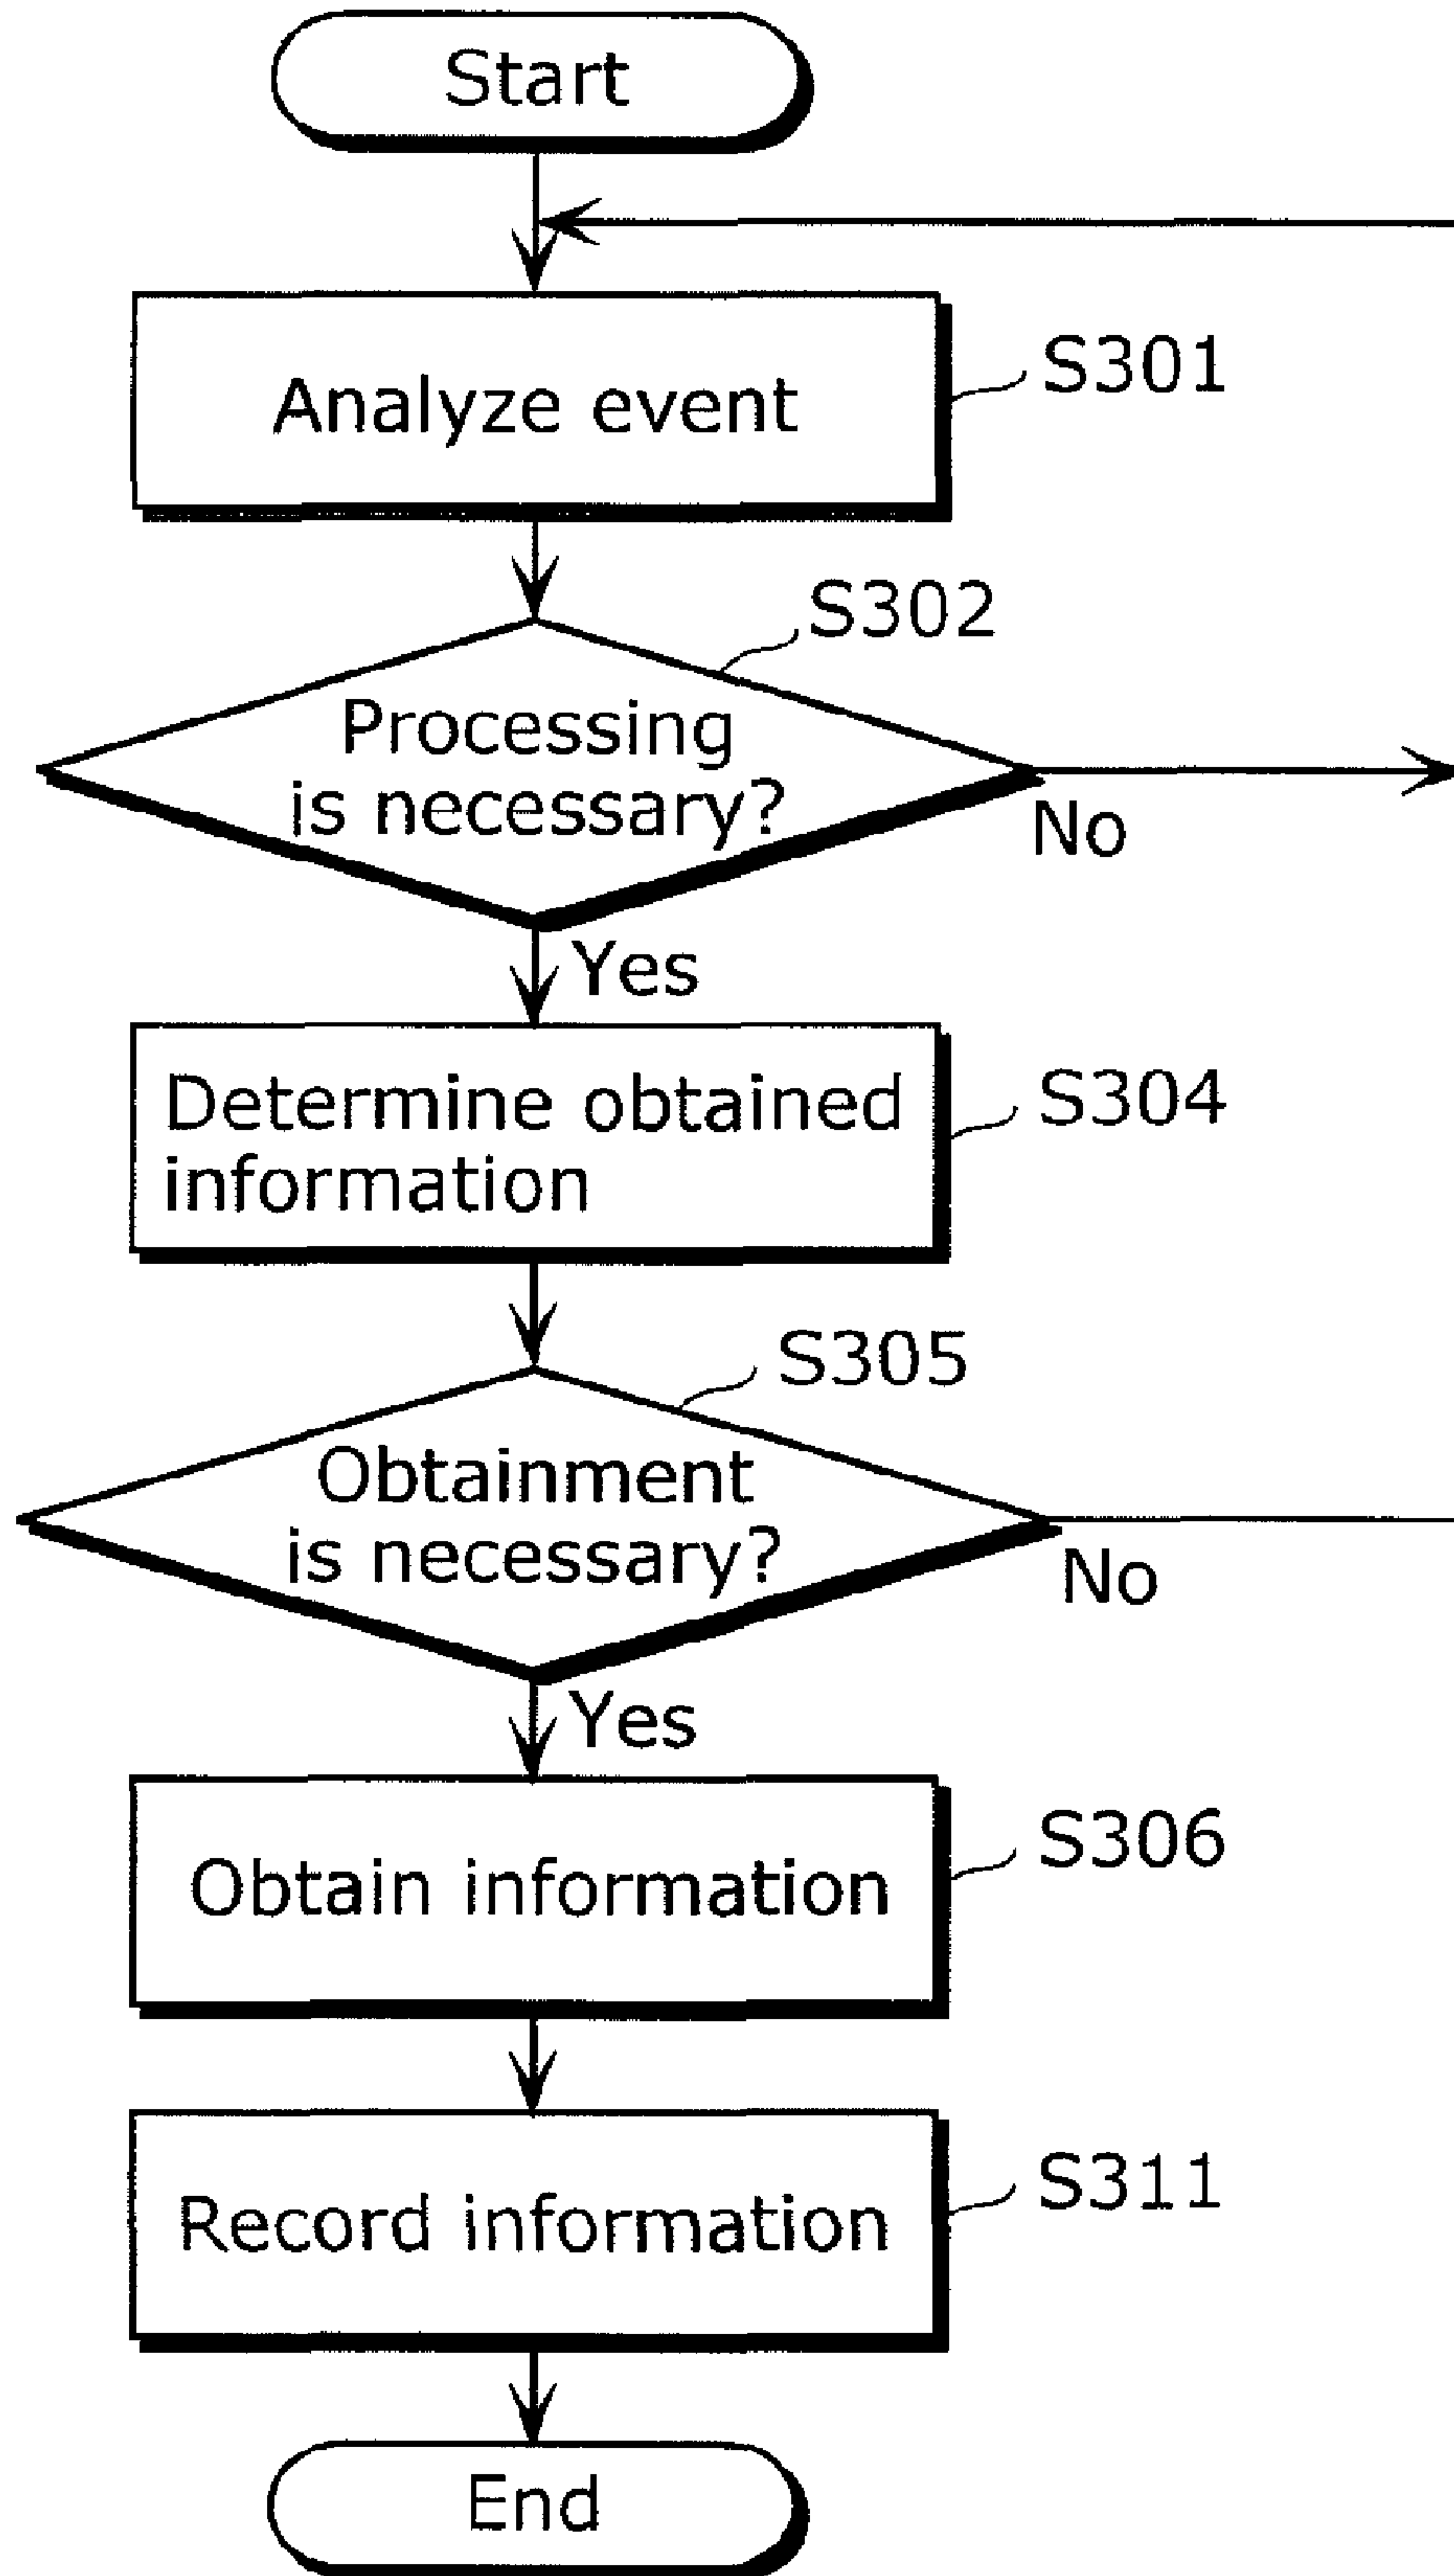 Start
Analyze event
S301
S302
Processing
is necessary?
No
Yes
Determine obtained
information
S304
S305
Obtainment
is necessary?
No
Yes
Obtain information
S306
Record information
S311
End